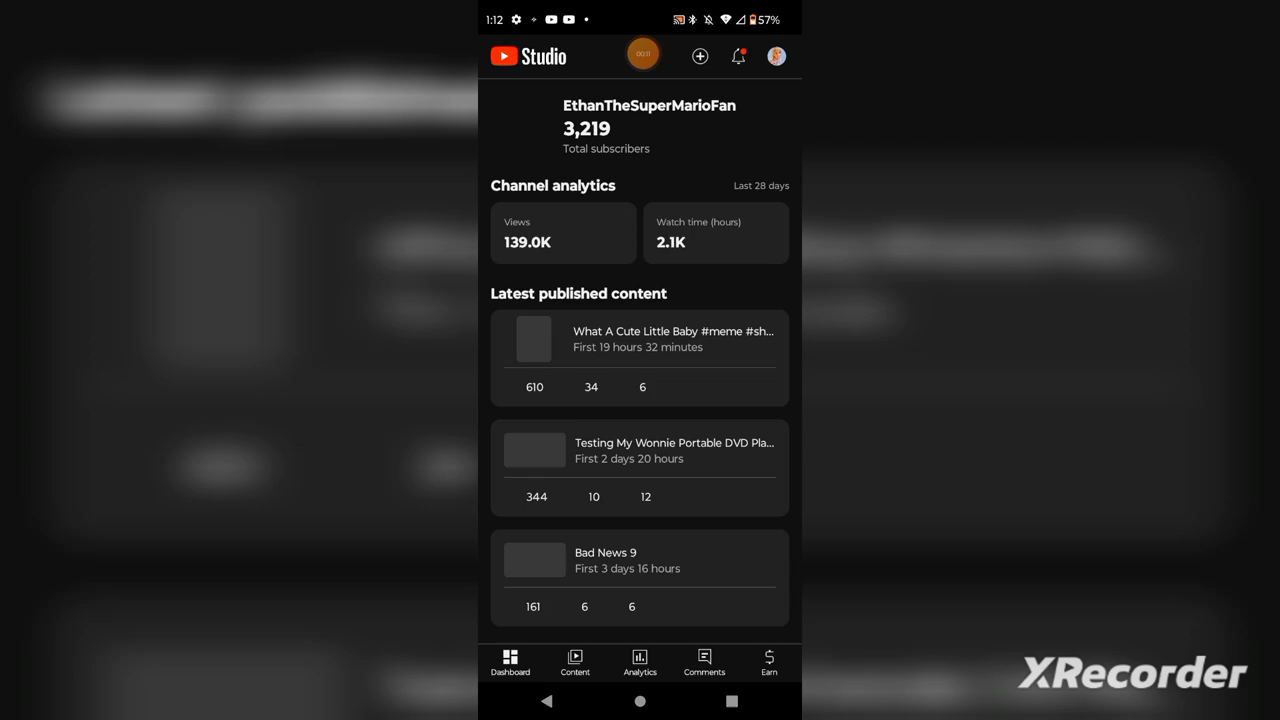 1:12
57%
Studio
00:11
EthanTheSuperMarioFan
3,219
Total subscribers
Channel analytics
Last 28 days
Views
Watch time (hours)
139.0K
2.1K
Latest published content
What A Cute Little Baby #meme #sh...
First 19 hours 32 minutes
610 34 6
Testing My Wonnie Portable DVD Pla...
First 2 days 20 hours
344 10 12
Bad News 9
First 3 days 16 hours
161 6 6
Dashboard
Content
Analytics
Comments
Earn
XRecorder